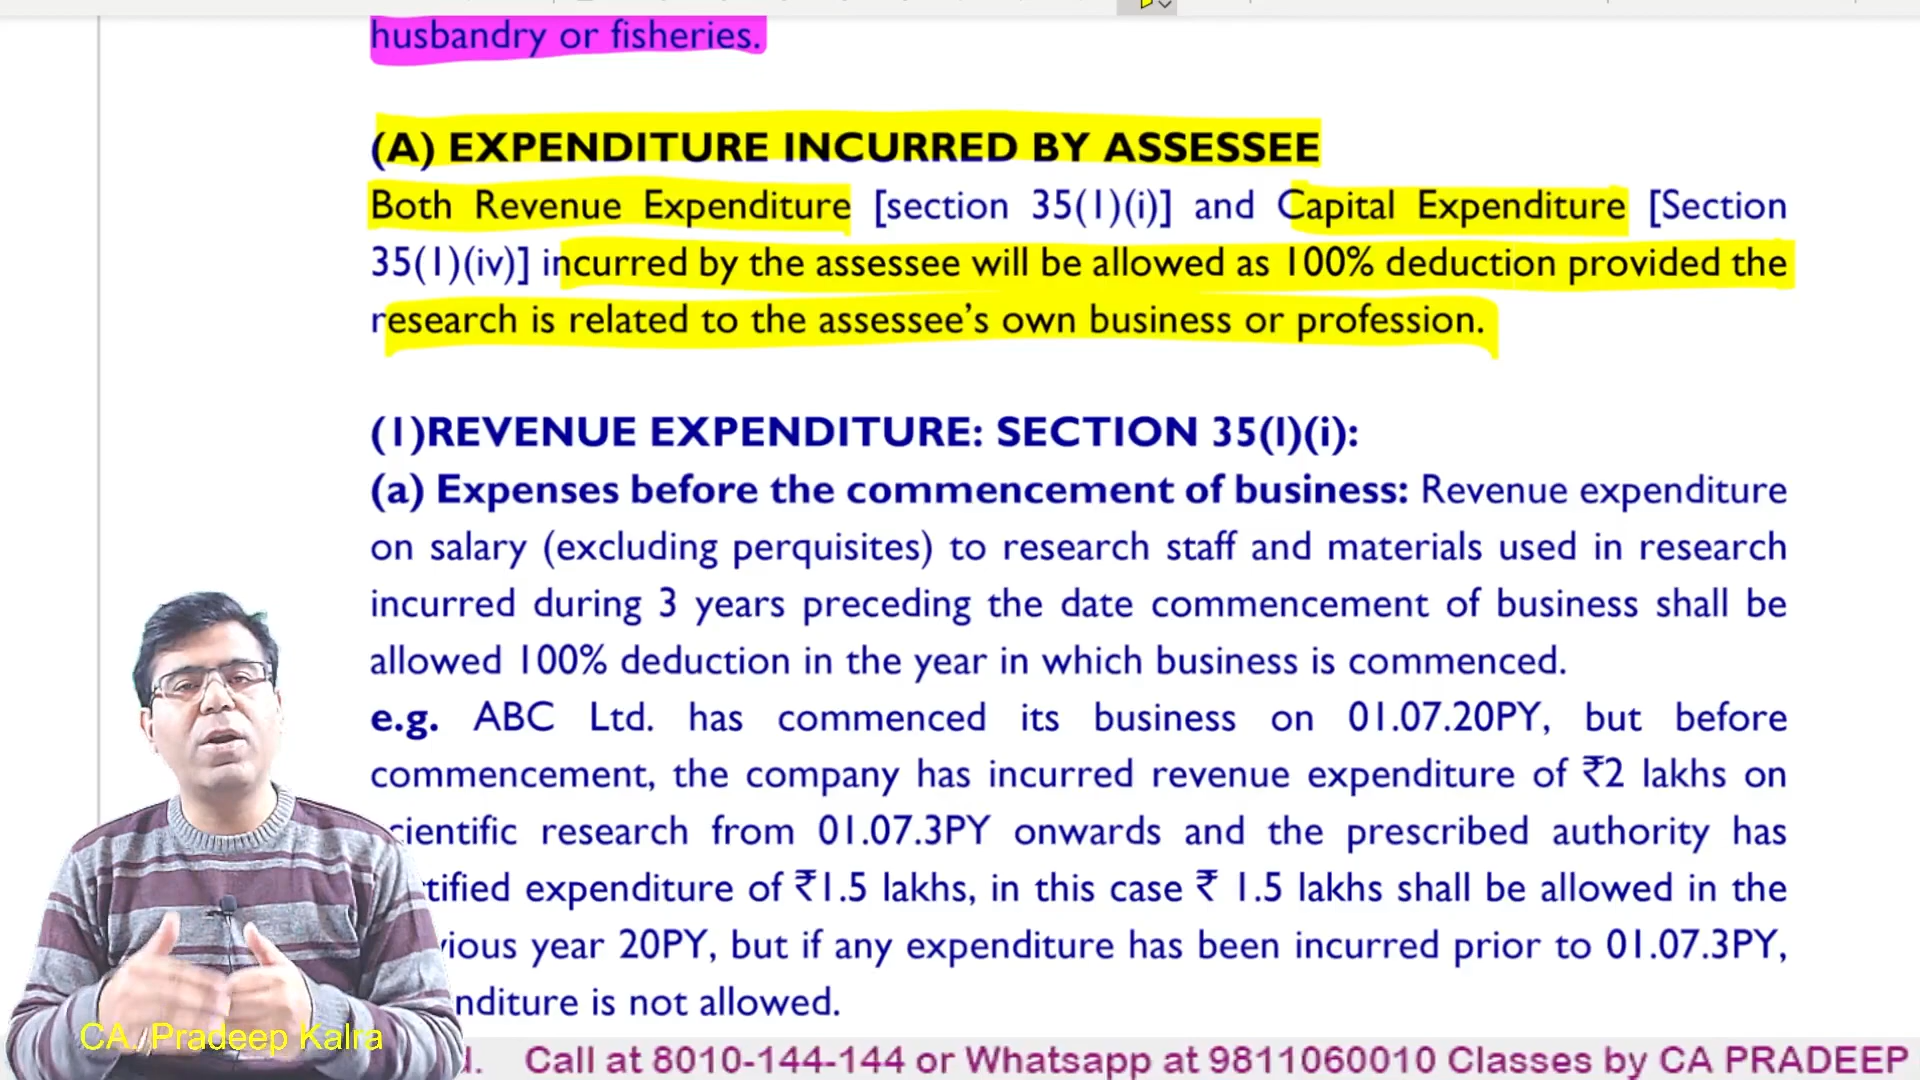 husbandry or fisheries.
(A) EXPENDITURE INCURRED BY ASSESSEE
Both Revenue Expenditure [section 35(1)(i)] and Capital Expenditure [Section
35(1)(iv)] incurred by the assessee will be allowed as 100% deduction provided the
research is related to the assessee’s own business or profession.
(1)REVENUE EXPENDITURE: SECTION 35(I)(i):
(a) Expenses before the commencement of business: Revenue expenditure
on salary (excluding perquisites) to research staff and materials used in research
incurred during 3 years preceding the date commencement of business shall be
allowed 100% deduction in the year in which business is commenced.
e.g. ABC Ltd. has commenced its business on 01.07.20PY, but before
commencement, the company has incurred revenue expenditure of ₹2 lakhs on
cientific research from 01.07.3PY onwards and the prescribed authority has
tified expenditure of ₹1.5 lakhs, in this case ₹ 1.5 lakhs shall be allowed in the
vious year 20PY, but if any expenditure has been incurred prior to 01.07.3PY,
nditure is not allowed.
CA. Pradeep Kalra
d. Call at 8010-144-144 or Whatsapp at 9811060010 Classes by CA PRADEEP